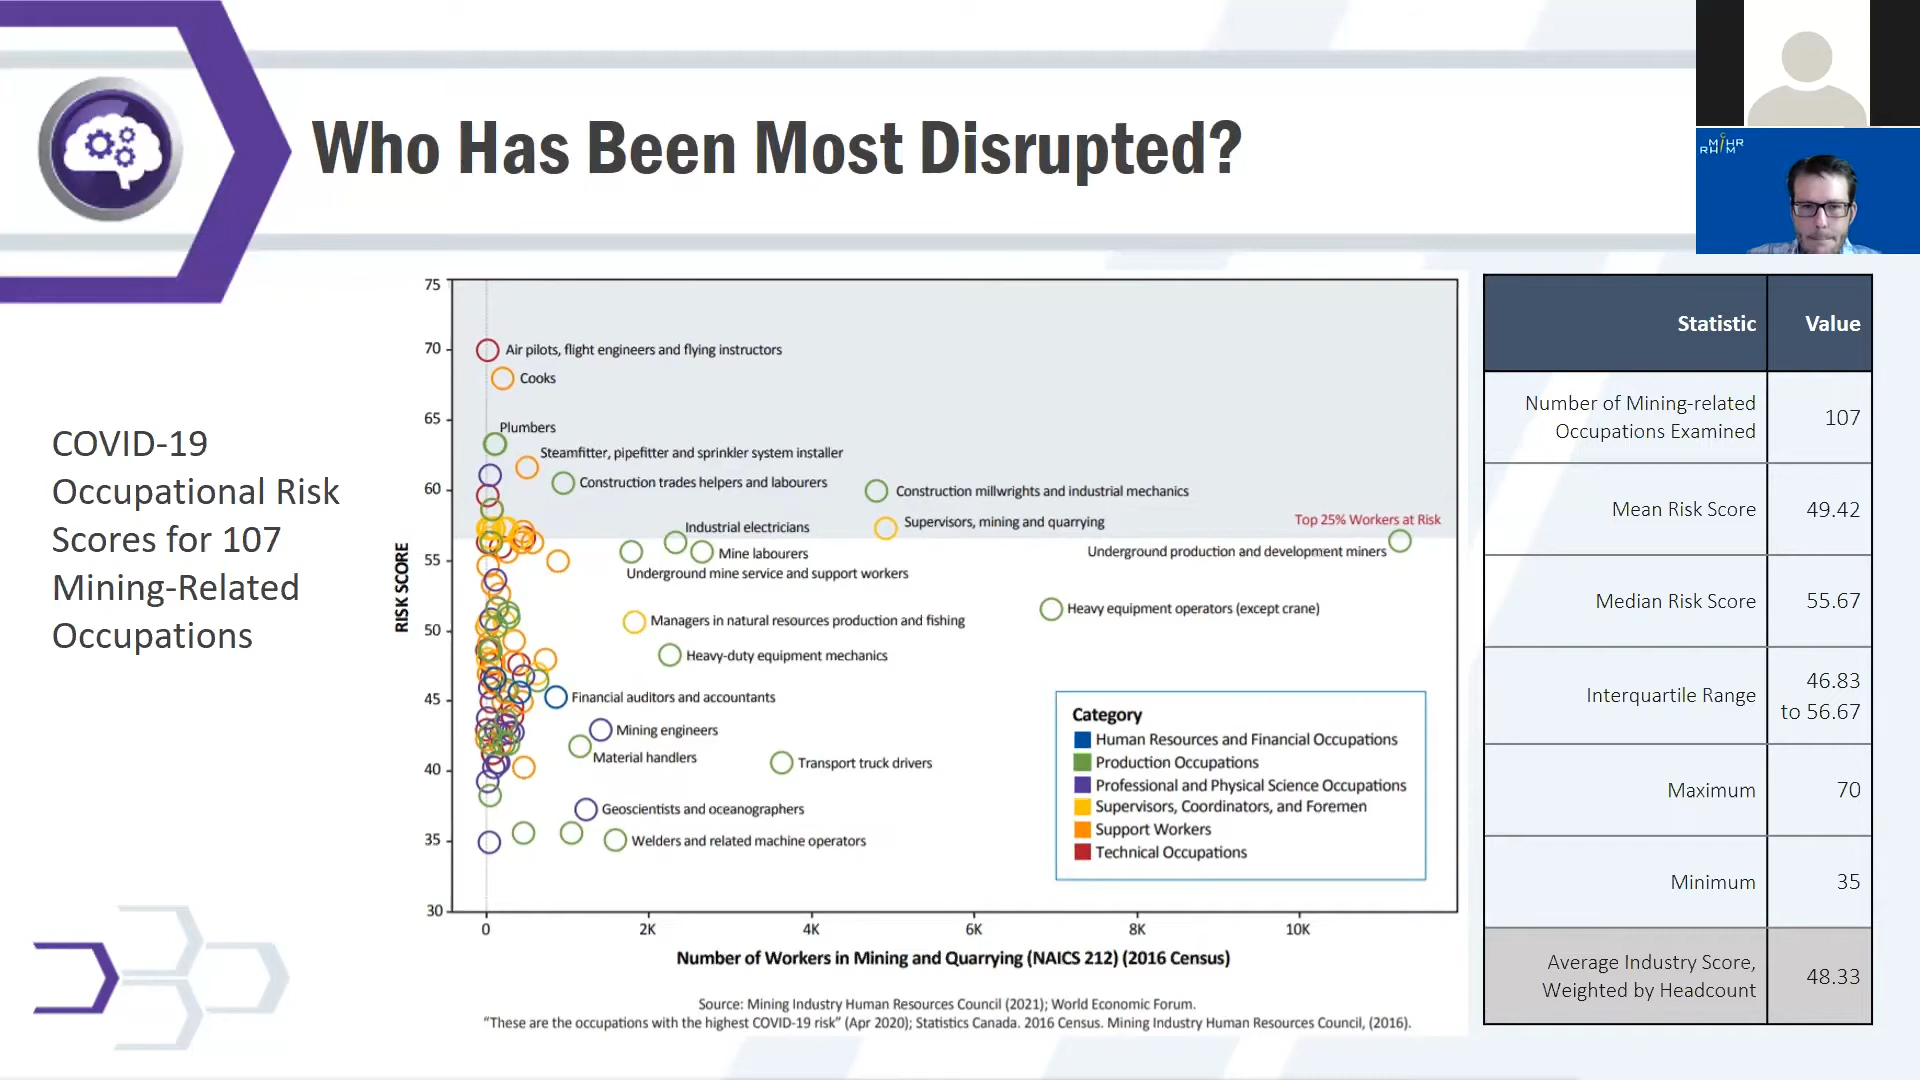 Who Has Been Most Disrupted?
MiHR
RHiM
COVID-19
Occupational Risk
Scores for 107
Mining-Related
Occupations
RISK SCORE
75
70
65
60
55
50
45
40
35
30
Air pilots, flight engineers and flying instructors
Cooks
Plumbers
Steamfitter, pipefitter and sprinkler system installer
Construction trades helpers and labourers
Construction millwrights and industrial mechanics
Top 25% Workers at Risk
Supervisors, mining and quarrying
Industrial electricians
Mine labourers
Underground production and development miners
Underground mine service and support workers
Heavy equipment operators (except crane)
Managers in natural resources production and fishing
Heavy-duty equipment mechanics
Financial auditors and accountants
Mining engineers
Material handlers
Transport truck drivers
Geoscientists and oceanographers
Welders and related machine operators
Category
Human Resources and Financial Occupations
Production Occupations
Professional and Physical Science Occupations
Supervisors, Coordinators, and Foremen
Support Workers
Technical Occupations
0 2K 4K 6K 8K 10K
Number of Workers in Mining and Quarrying (NAICS 212) (2016 Census)
Source: Mining Industry Human Resources Council (2021); World Economic Forum.
“These are the occupations with the highest COVID-19 risk” (Apr 2020); Statistics Canada. 2016 Census. Mining Industry Human Resources Council, (2016).
Statistic Value
Number of Mining-related
Occupations Examined 107
Mean Risk Score 49.42
Median Risk Score 55.67
Interquartile Range 46.83
to 56.67
Maximum 70
Minimum 35
Average Industry Score,
Weighted by Headcount 48.33